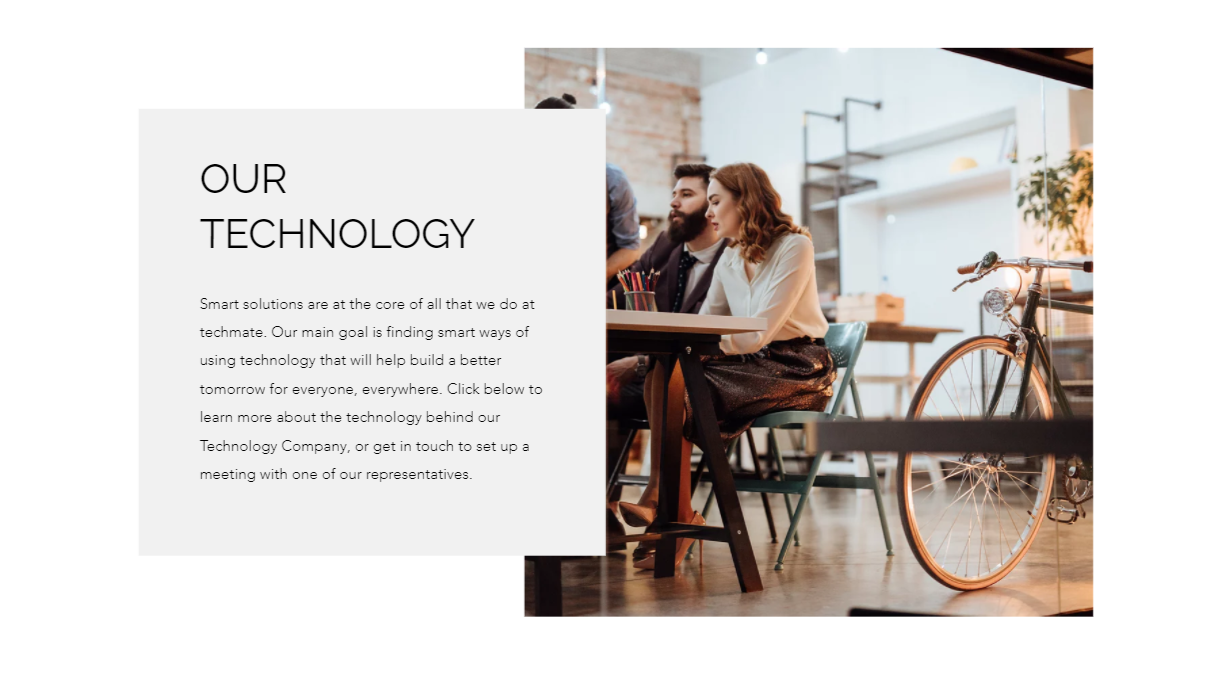 OUR
TECHNOLOGY
Smart solutions are at the core of all that we do at
techmate. Our main goal is finding smart ways of
using technology that will help build a better
tomorrow for everyone, everywhere. Click below to
learn more about the technology behind our
Technology Company, or get in touch to set up a
meeting with one of our representatives.